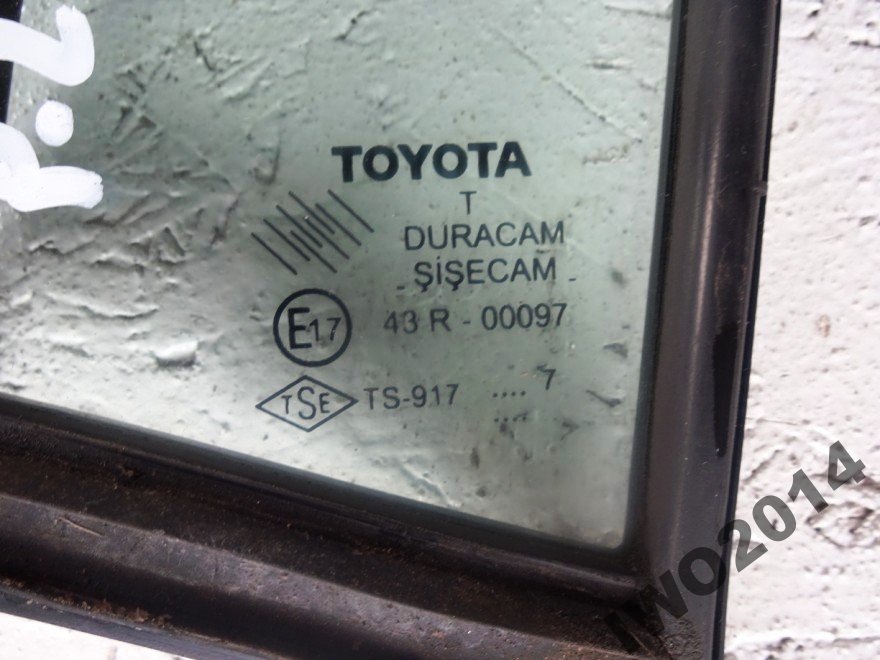 TOYOTA
T
DURACAM
ŞİŞECAM
E17 43 R - 00097
TSE TS-917 .... 7
....
IWO2014